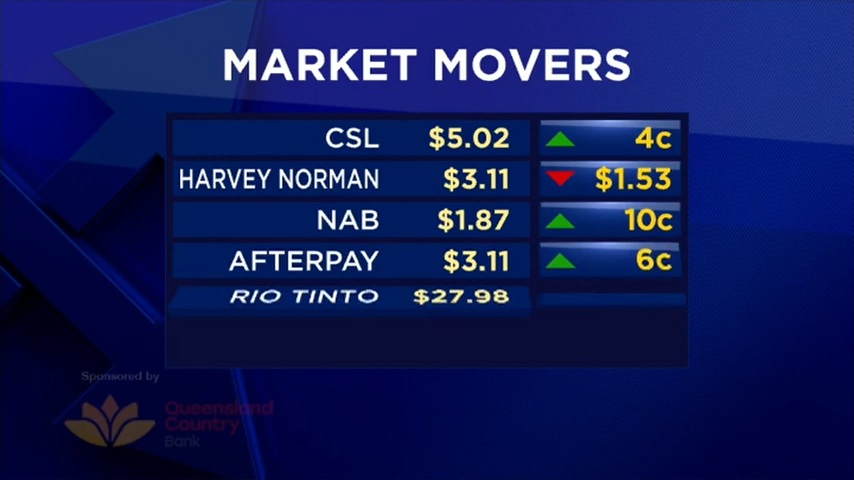 MARKET MOVERS
CSL $5.02 4c
HARVEY NORMAN $3.11 $1.53
NAB $1.87 10c
AFTERPAY $3.11 6c
RIO TINTO $27.98
Sponsored by
Queensland
Country
Bank